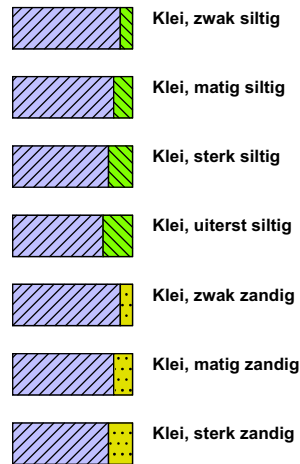 Klei, zwak siltig
Klei, matig siltig
Klei, sterk siltig
Klei, uiterst siltig
Klei, zwak zandig
Klei, matig zandig
Klei, sterk zandig